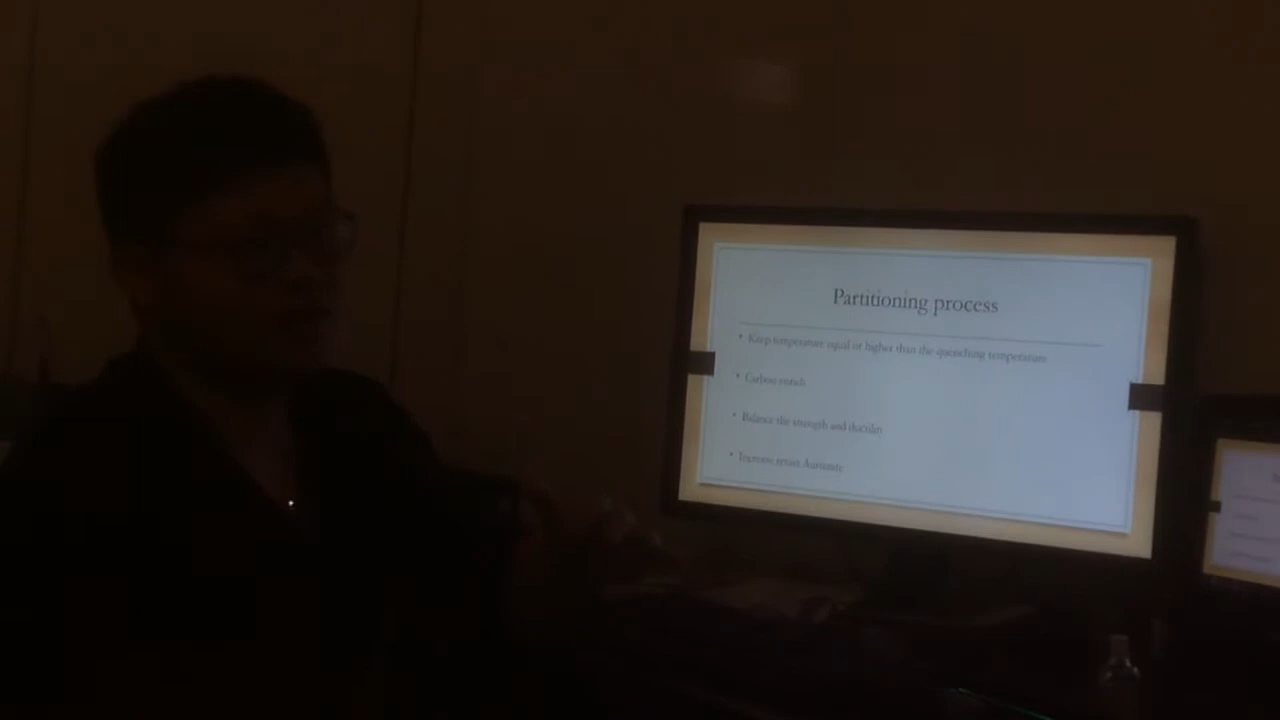 Partitioning process
• Keep temperature equal or higher than the quenching temperature
• Carbon enrich
• Balance the strength and ductility
• Increase retain Austenite